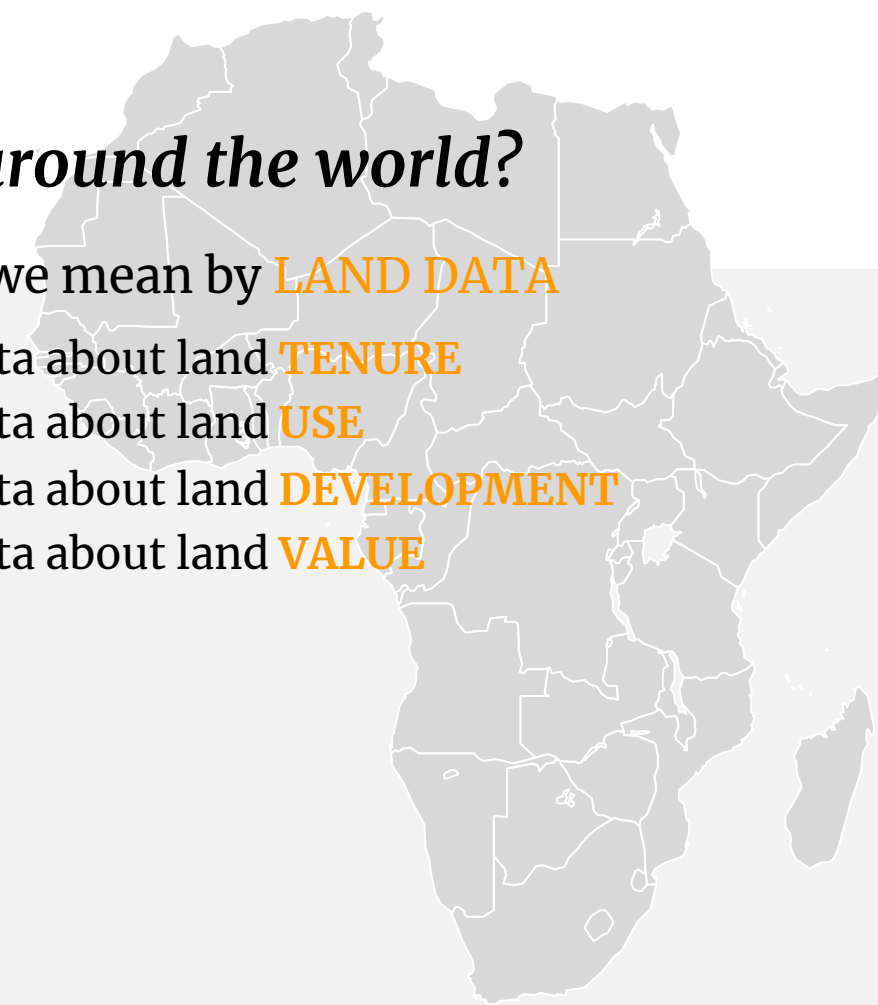 around the world?
we mean by LAND DATA
ta about land TENURE
ta about land USE
ta about land DEVELOPMENT
ta about land VALUE